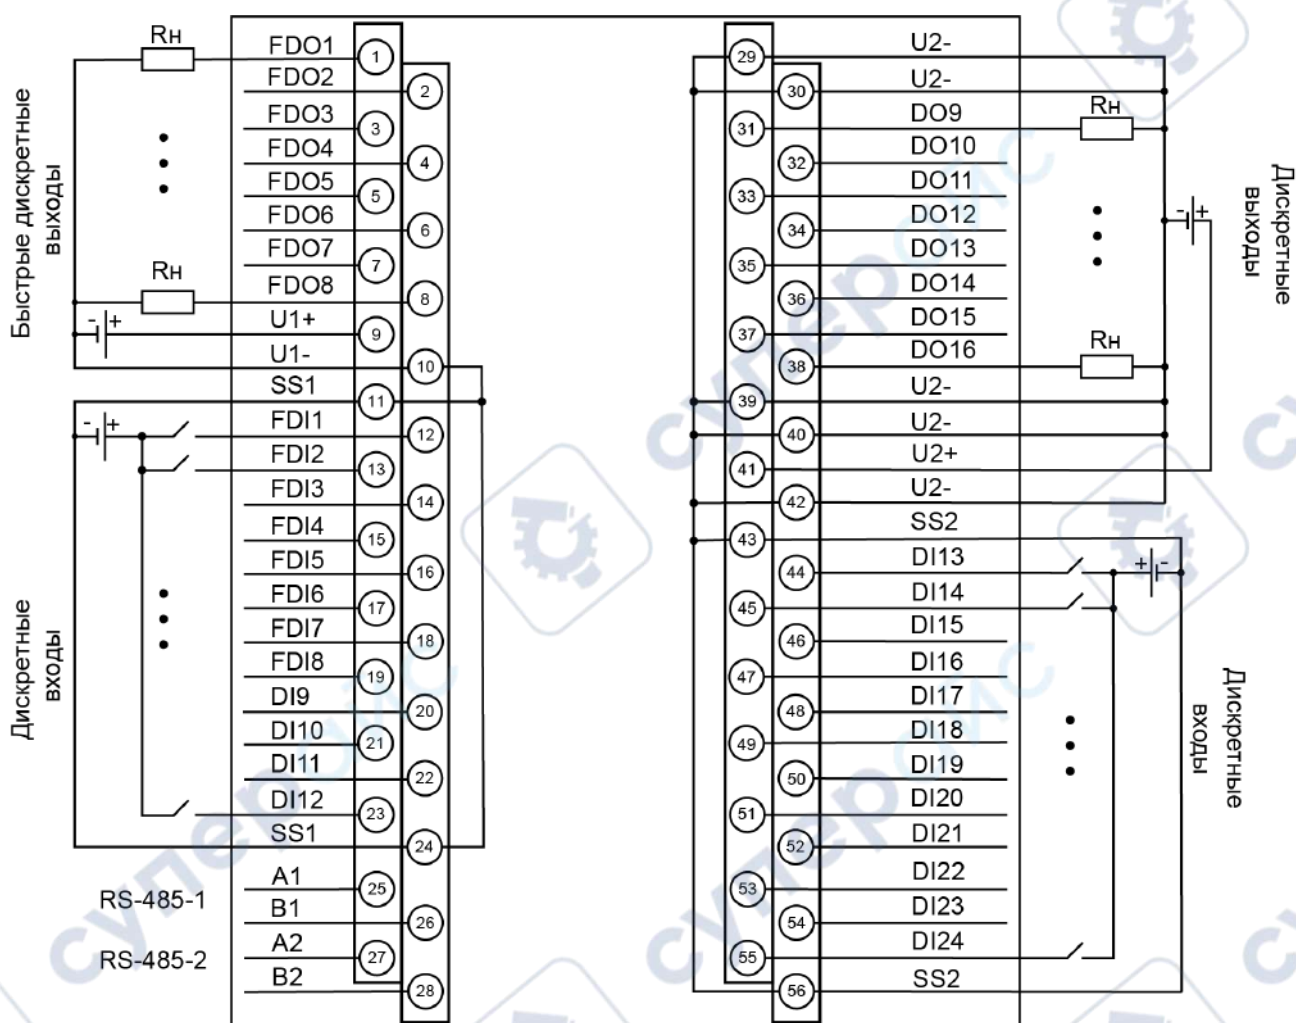 Быстрые дискретные
выходы
Rн
FDO1
1
FDO2
2
FDO3
3
FDO4
4
FDO5
5
FDO6
6
FDO7
7
Rн
FDO8
8
- +
U1+
9
U1-
10
SS1
11
Дискретные
входы
- +
FDI1
12
FDI2
13
FDI3
14
FDI4
15
FDI5
16
FDI6
17
FDI7
18
FDI8
19
DI9
20
DI10
21
DI11
22
DI12
23
SS1
24
RS-485-1
A1
25
B1
26
RS-485-2
A2
27
B2
28
29
U2-
30
U2-
31
DO9
Rн
32
DO10
33
DO11
34
DO12
35
DO13
36
DO14
37
DO15
38
DO16
Rн
39
U2-
40
U2-
41
U2+
42
U2-
- +
Дискретные
выходы
43
SS2
44
DI13
+ -
45
DI14
46
DI15
47
DI16
48
DI17
49
DI18
50
DI19
51
DI20
52
DI21
53
DI22
54
DI23
55
DI24
56
SS2
Дискретные
входы
суперайс
суперайс